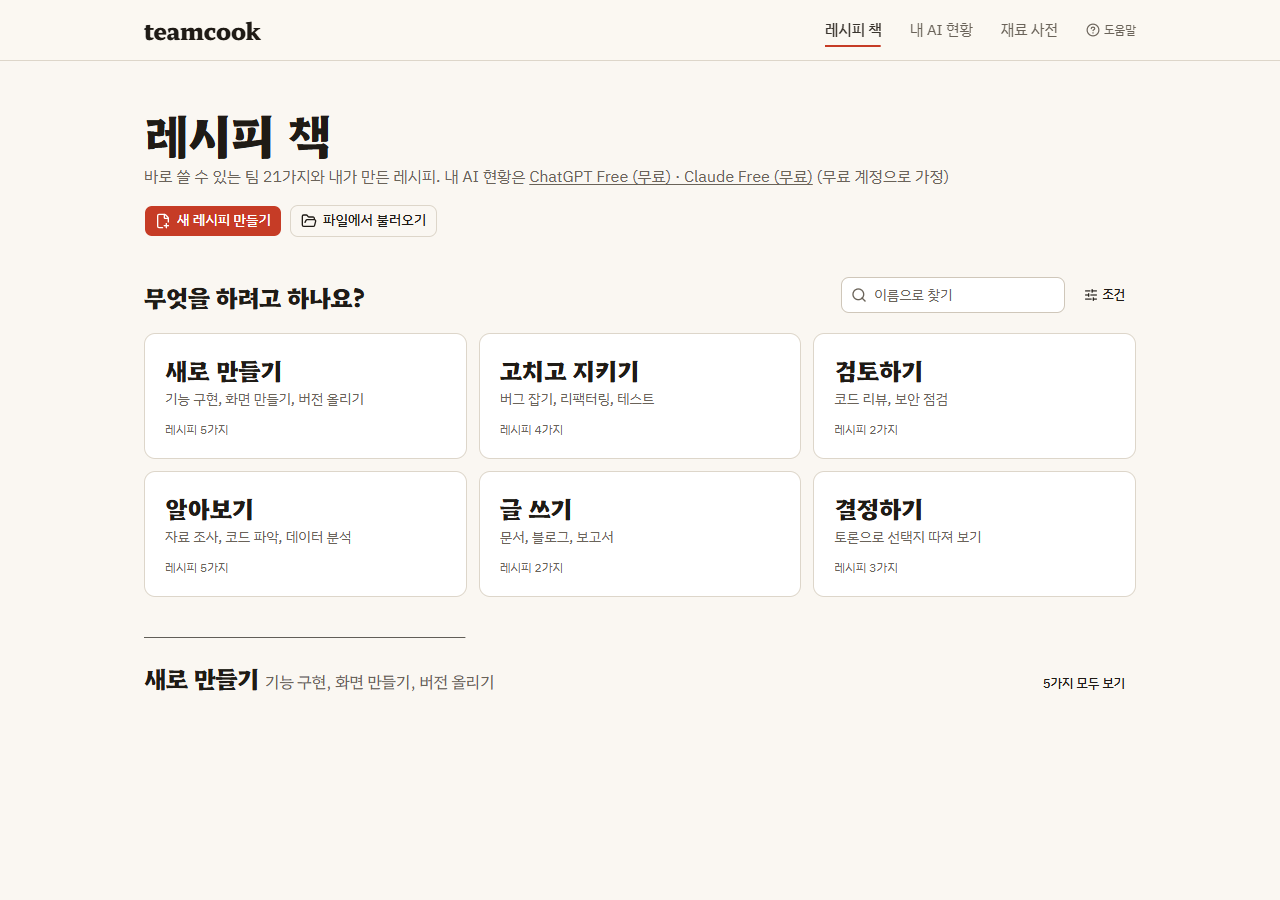 teamcook
레시피 책
내 AI 현황
재료 사전
도움말
레시피 책
바로 쓸 수 있는 팀 21가지와 내가 만든 레시피. 내 AI 현황은 ChatGPT Free (무료) · Claude Free (무료) (무료 계정으로 가정)
새 레시피 만들기
파일에서 불러오기
무엇을 하려고 하나요?
이름으로 찾기
조건
새로 만들기
기능 구현, 화면 만들기, 버전 올리기
레시피 5가지
고치고 지키기
버그 잡기, 리팩터링, 테스트
레시피 4가지
검토하기
코드 리뷰, 보안 점검
레시피 2가지
알아보기
자료 조사, 코드 파악, 데이터 분석
레시피 5가지
글 쓰기
문서, 블로그, 보고서
레시피 2가지
결정하기
토론으로 선택지 따져 보기
레시피 3가지
새로 만들기 기능 구현, 화면 만들기, 버전 올리기
5가지 모두 보기